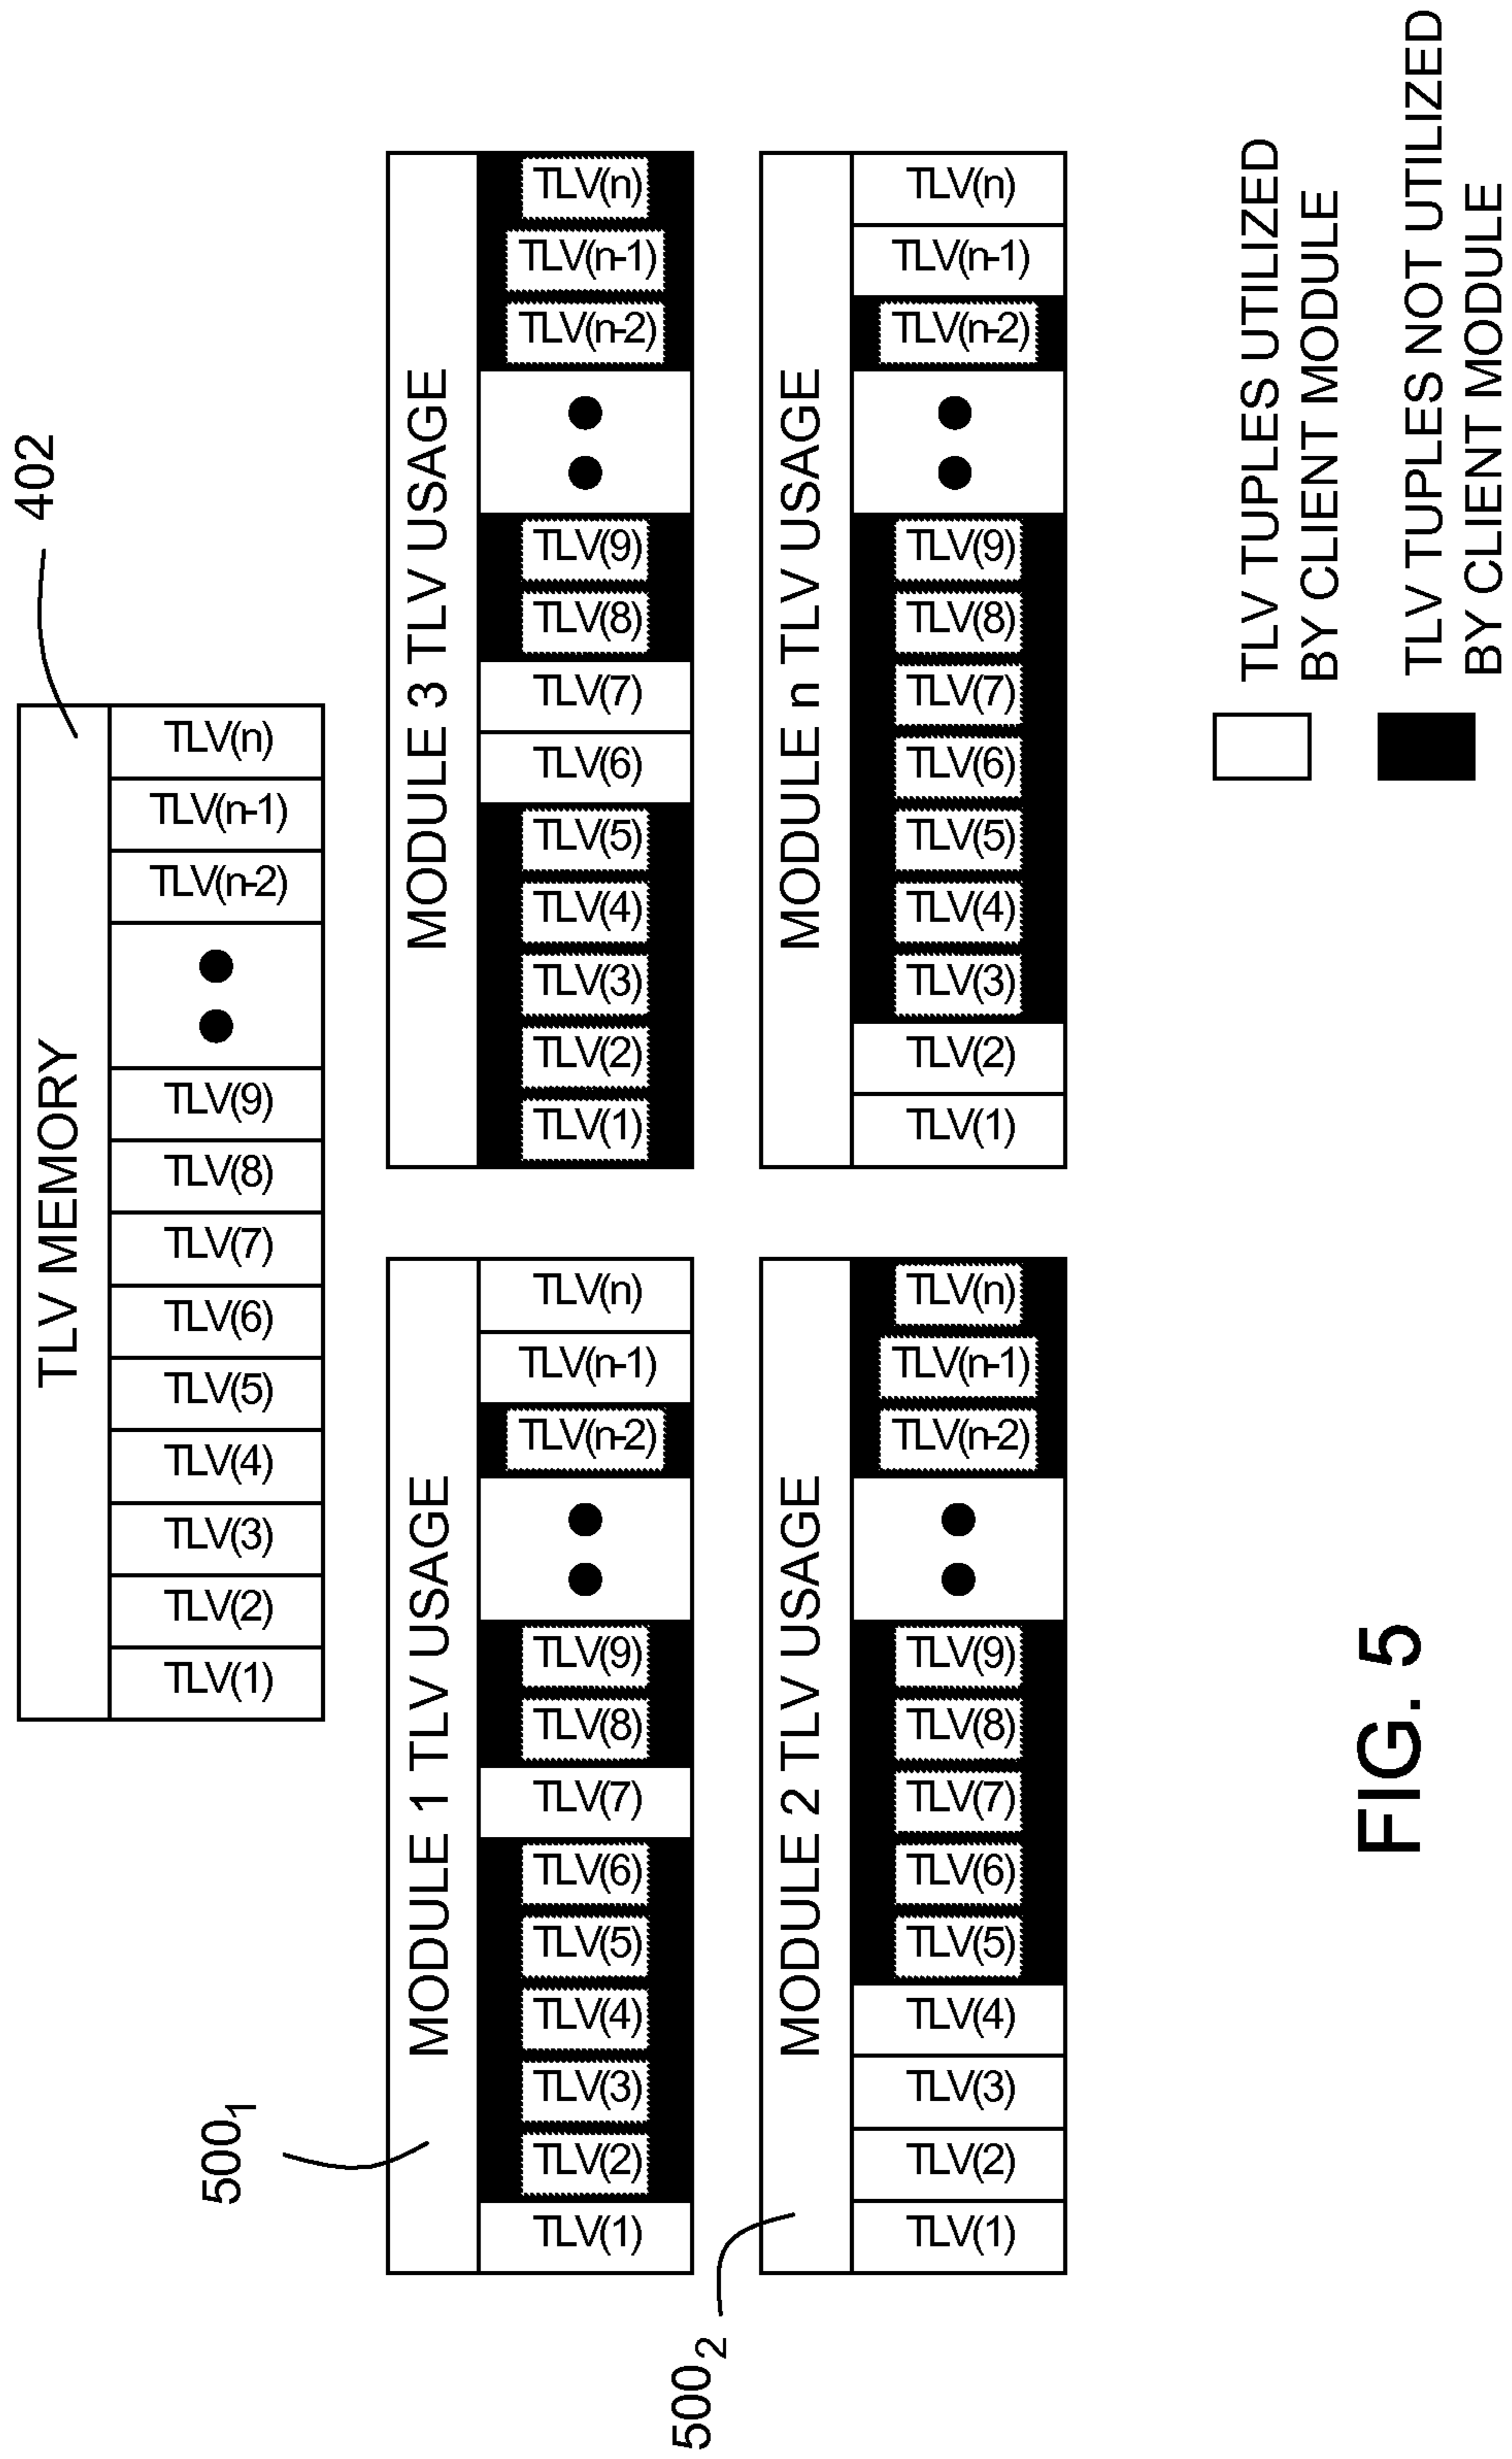 402
TLV MEMORY
TLV(1) TLV(2) TLV(3) TLV(4) TLV(5) TLV(6) TLV(7) TLV(8) TLV(9) TLV(n-2) TLV(n-1) TLV(n)
500₁
MODULE 1 TLV USAGE
TLV(1) TLV(2) TLV(3) TLV(4) TLV(5) TLV(6) TLV(7) TLV(8) TLV(9) TLV(n-2) TLV(n-1) TLV(n)
MODULE 3 TLV USAGE
TLV(1) TLV(2) TLV(3) TLV(4) TLV(5) TLV(6) TLV(7) TLV(8) TLV(9) TLV(n-2) TLV(n-1) TLV(n)
500₂
MODULE 2 TLV USAGE
TLV(1) TLV(2) TLV(3) TLV(4) TLV(5) TLV(6) TLV(7) TLV(8) TLV(9) TLV(n-2) TLV(n-1) TLV(n)
MODULE n TLV USAGE
TLV(1) TLV(2) TLV(3) TLV(4) TLV(5) TLV(6) TLV(7) TLV(8) TLV(9) TLV(n-2) TLV(n-1) TLV(n)
TLV TUPLES UTILIZED
BY CLIENT MODULE
TLV TUPLES NOT UTILIZED
BY CLIENT MODULE
FIG. 5